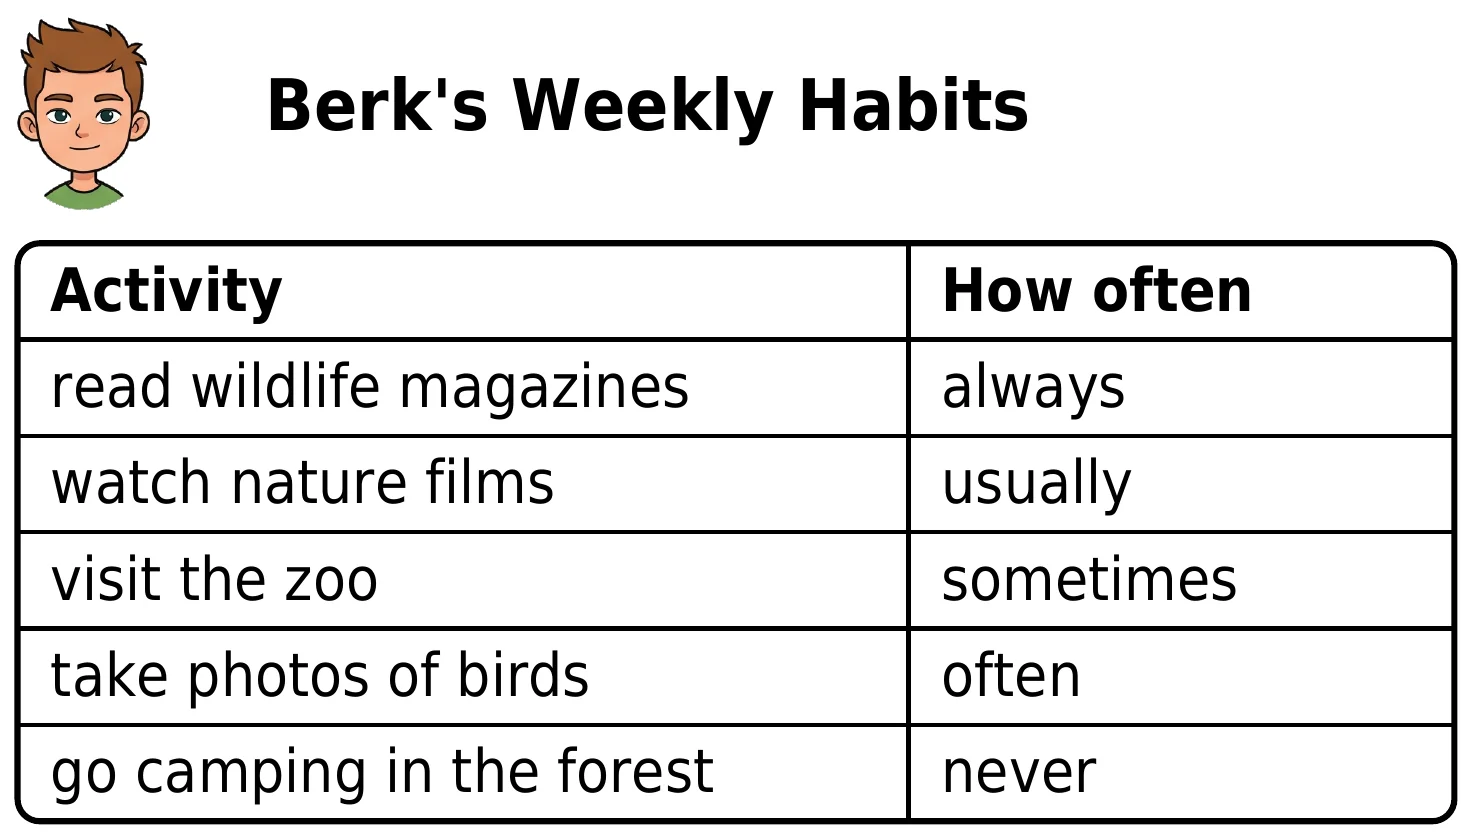 Berk's Weekly Habits
Activity How often
read wildlife magazines always
watch nature films usually
visit the zoo sometimes
take photos of birds often
go camping in the forest never